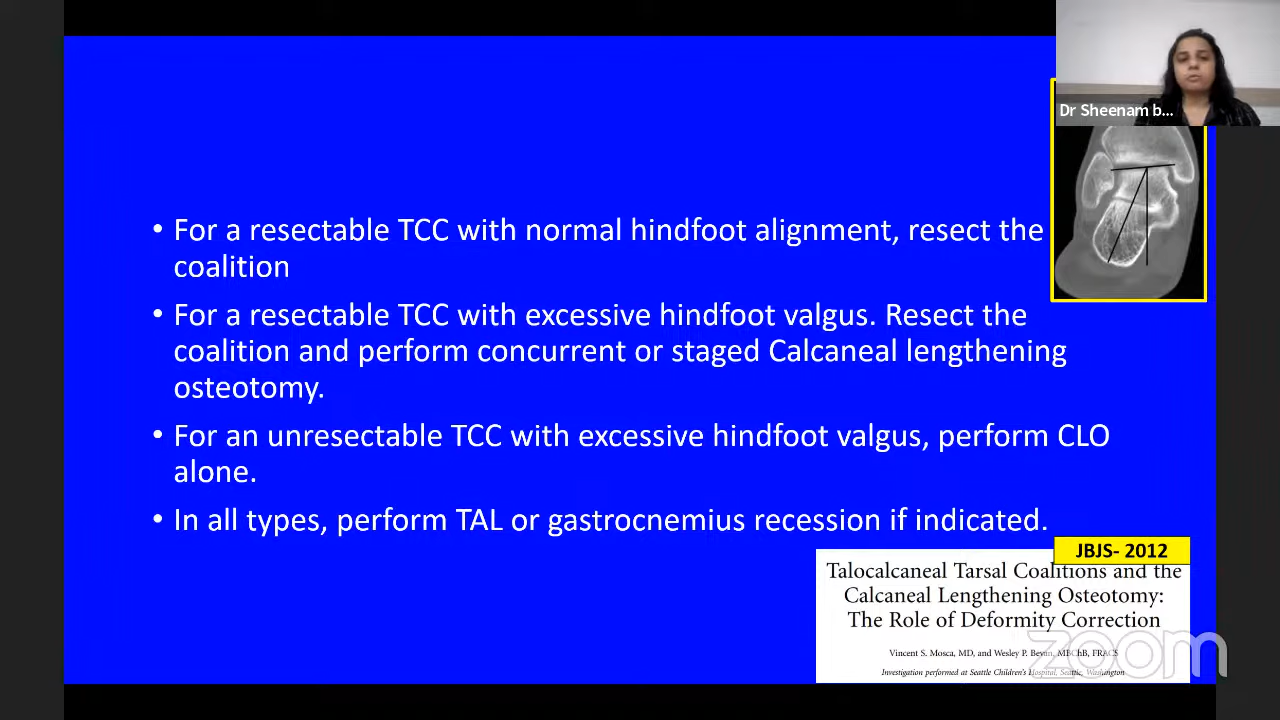 Dr Sheenam b...
• For a resectable TCC with normal hindfoot alignment, resect the
coalition
• For a resectable TCC with excessive hindfoot valgus. Resect the
coalition and perform concurrent or staged Calcaneal lengthening
osteotomy.
• For an unresectable TCC with excessive hindfoot valgus, perform CLO
alone.
• In all types, perform TAL or gastrocnemius recession if indicated.
JBJS- 2012
Talocalcaneal Tarsal Coalitions and the
Calcaneal Lengthening Osteotomy:
The Role of Deformity Correction
Vincent S. Mosca, MD, and Wesley P. Bevan, MBChB, FRACS
Investigation performed at Seattle Children's Hospital, Seattle, Washington
zoom